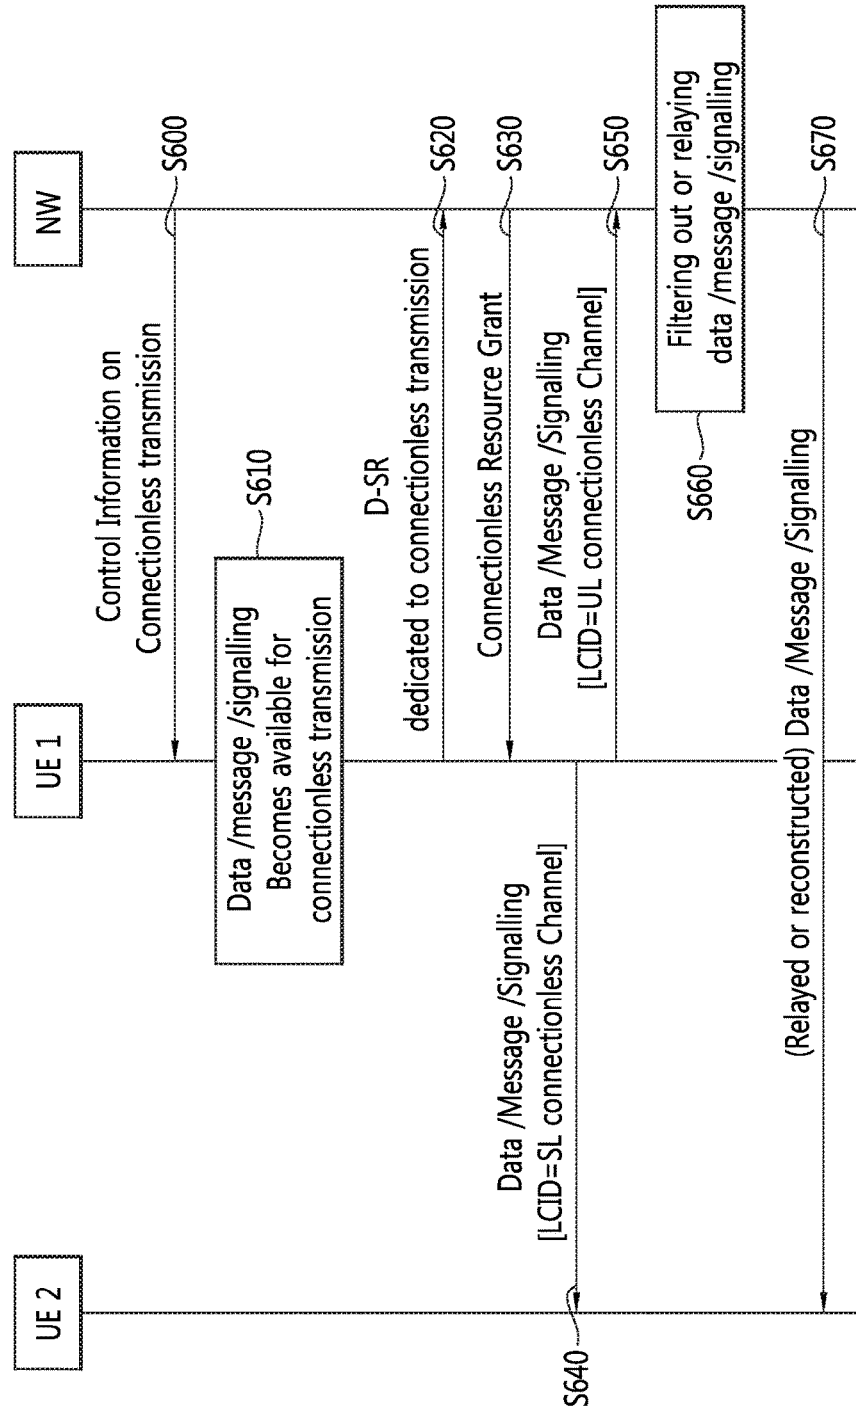 UE 2
UE 1
NW
Control Information on
Connectionless transmission
S600
Data /message /signalling
Becomes available for
connectionless transmission
S610
D-SR
dedicated to connectionless transmission
S620
Connectionless Resource Grant
S630
Data /Message /Signalling
[LCID=SL connectionless Channel]
S640
Data /Message /Signalling
[LCID=UL connectionless Channel]
S650
Filtering out or relaying
data /message /signalling
S660
(Relayed or reconstructed) Data /Message /Signalling
S670